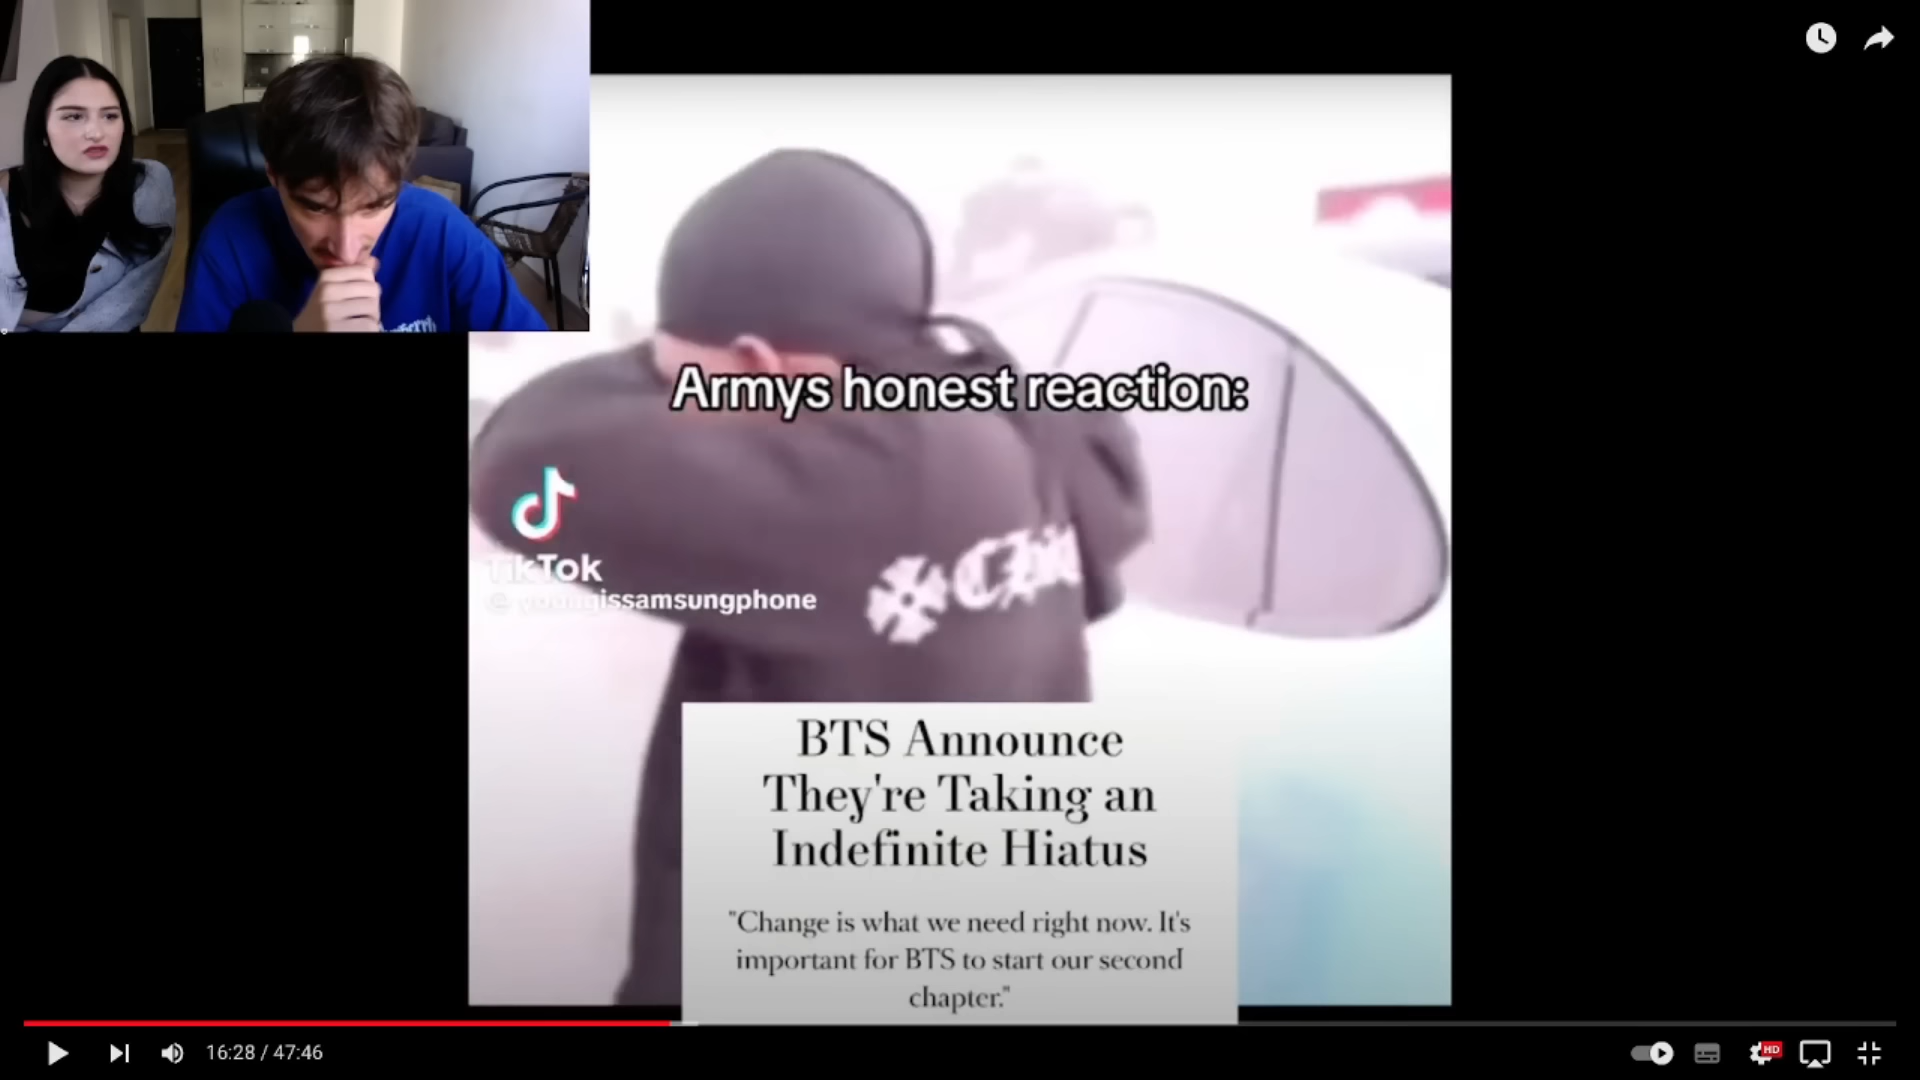 Armys honest reaction:
TikTok
issamsungphone
BTS Announce
They're Taking an
Indefinite Hiatus
"Change is what we need right now. It's
important for BTS to start our second
chapter."
16:28 / 47:46
HD